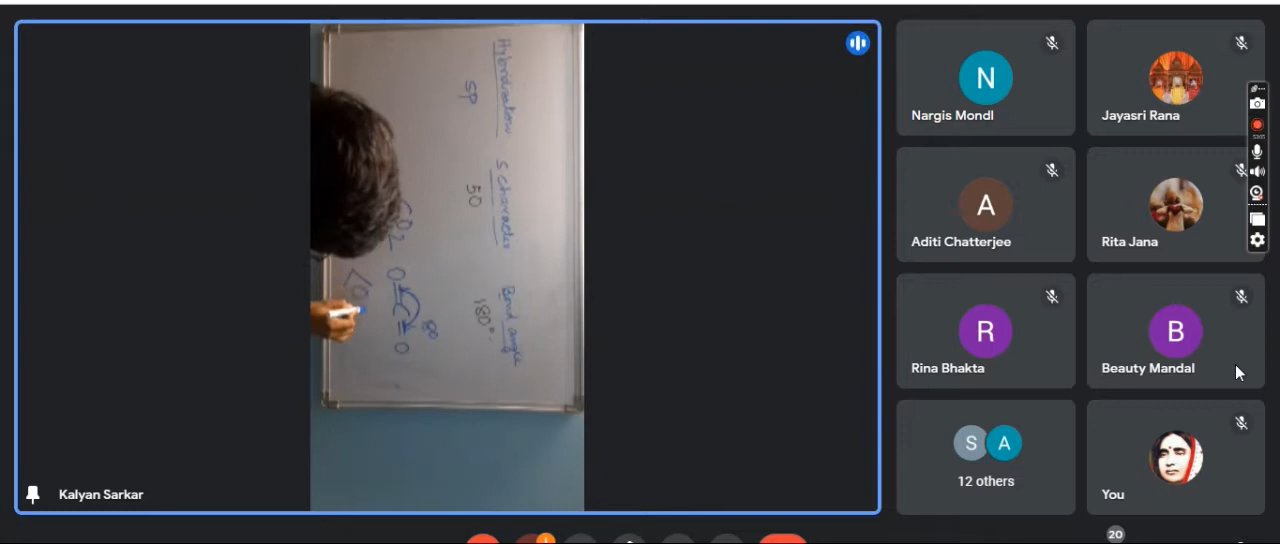 Hybridization S character Bond angle
SP 50 180°
CO2 O=C=O 180
<O
Kalyan Sarkar
N
Nargis Mondl
Jayasri Rana
A
Aditi Chatterjee
Rita Jana
R
Rina Bhakta
B
Beauty Mandal
S A
12 others
You
20